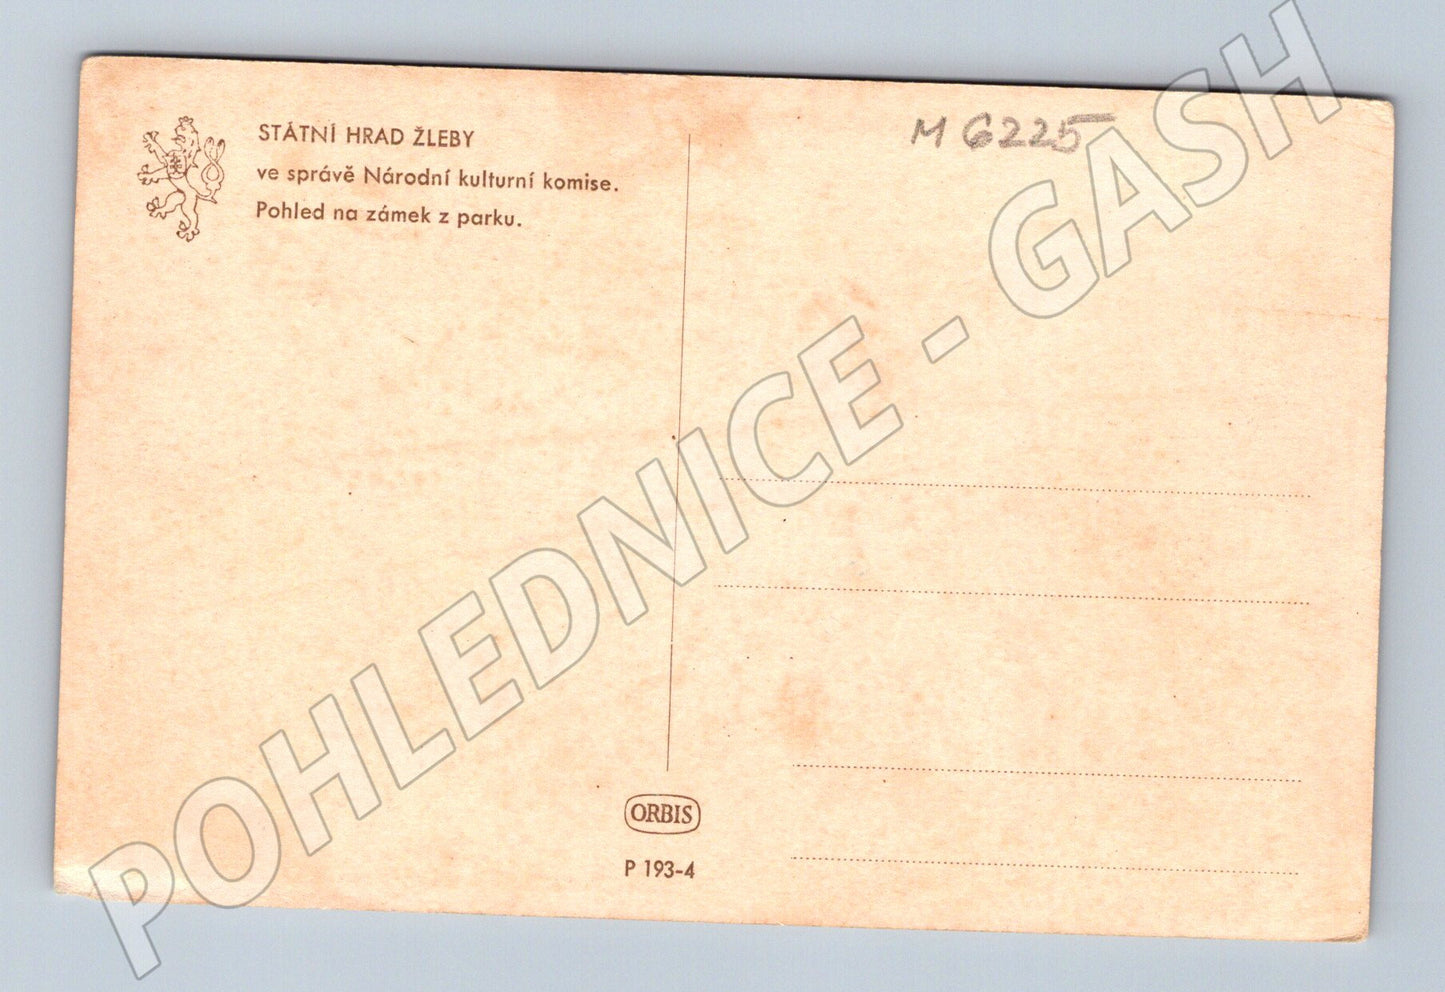 STÁTNÍ HRAD ŽLEBY
ve správě Národní kulturní komise.
Pohled na zámek z parku.
M 6225
POHLEDNICE - GASH
ORBIS
P 193-4